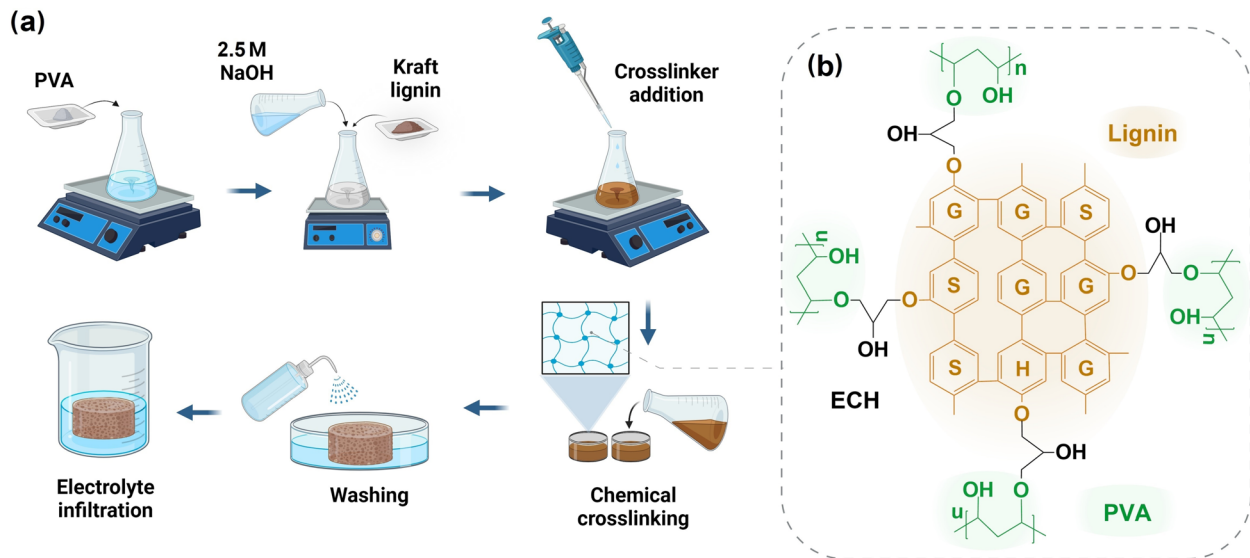 (a)
PVA
2.5 M
NaOH
Kraft
lignin
Crosslinker
addition
Electrolyte
infiltration
Washing
Chemical
crosslinking
(b)
n
O
OH
OH
O
Lignin
G
G
S
n
OH
O
O
S
G
G
O
OH
O
OH
n
OH
S
H
G
ECH
O
OH
OH
u
O
PVA